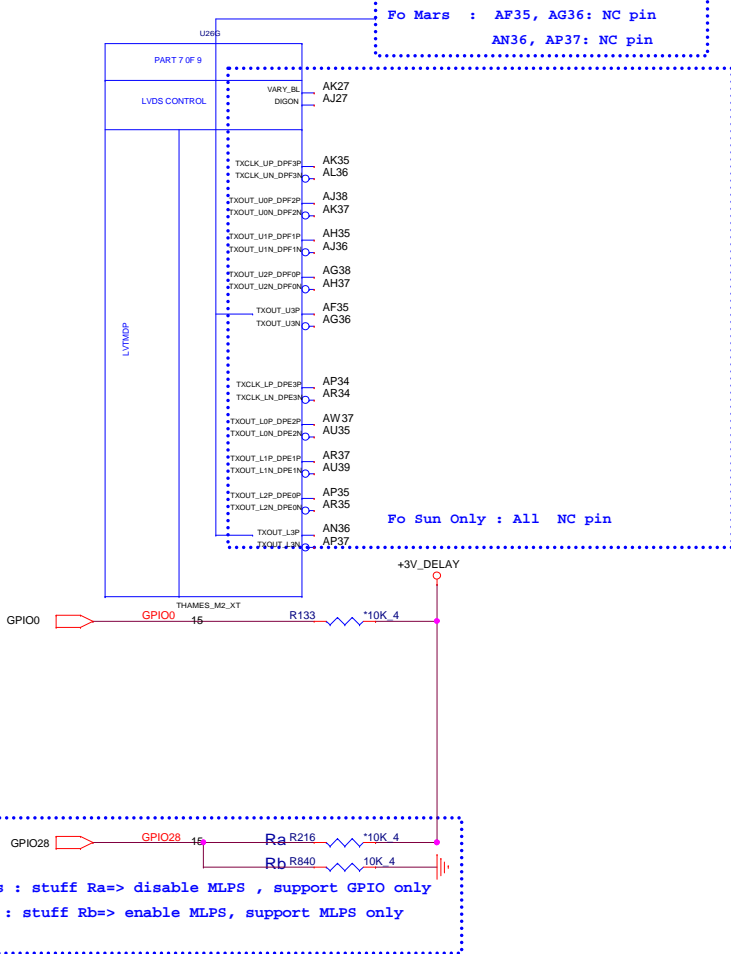 Fo Mars : AF35, AG36: NC pin
AN36, AP37: NC pin
U26G
PART 7 0F 9
LVDS CONTROL
LVTMDP
VARY_BL AK27
DIGON AJ27
TXCLK_UP_DPF3P AK35
TXCLK_UN_DPF3N AL36
TXOUT_U0P_DPF2P AJ38
TXOUT_U0N_DPF2N AK37
TXOUT_U1P_DPF1P AH35
TXOUT_U1N_DPF1N AJ36
TXOUT_U2P_DPF0P AG38
TXOUT_U2N_DPF0N AH37
TXOUT_U3P AF35
TXOUT_U3N AG36
TXCLK_LP_DPE3P AP34
TXCLK_LN_DPE3N AR34
TXOUT_L0P_DPE2P AW37
TXOUT_L0N_DPE2N AU35
TXOUT_L1P_DPE1P AR37
TXOUT_L1N_DPE1N AU39
TXOUT_L2P_DPE0P AP35
TXOUT_L2N_DPE0N AR35
TXOUT_L3P AN36
TXOUT_L3N AP37
Fo Sun Only : All NC pin
+3V_DELAY
THAMES_M2_XT
GPIO0 GPIO0 15 R133 *10K_4
GPIO28 GPIO28 15 Ra R216 *10K_4
Rb R840 10K_4
s : stuff Ra=> disable MLPS , support GPIO only
: stuff Rb=> enable MLPS, support MLPS only